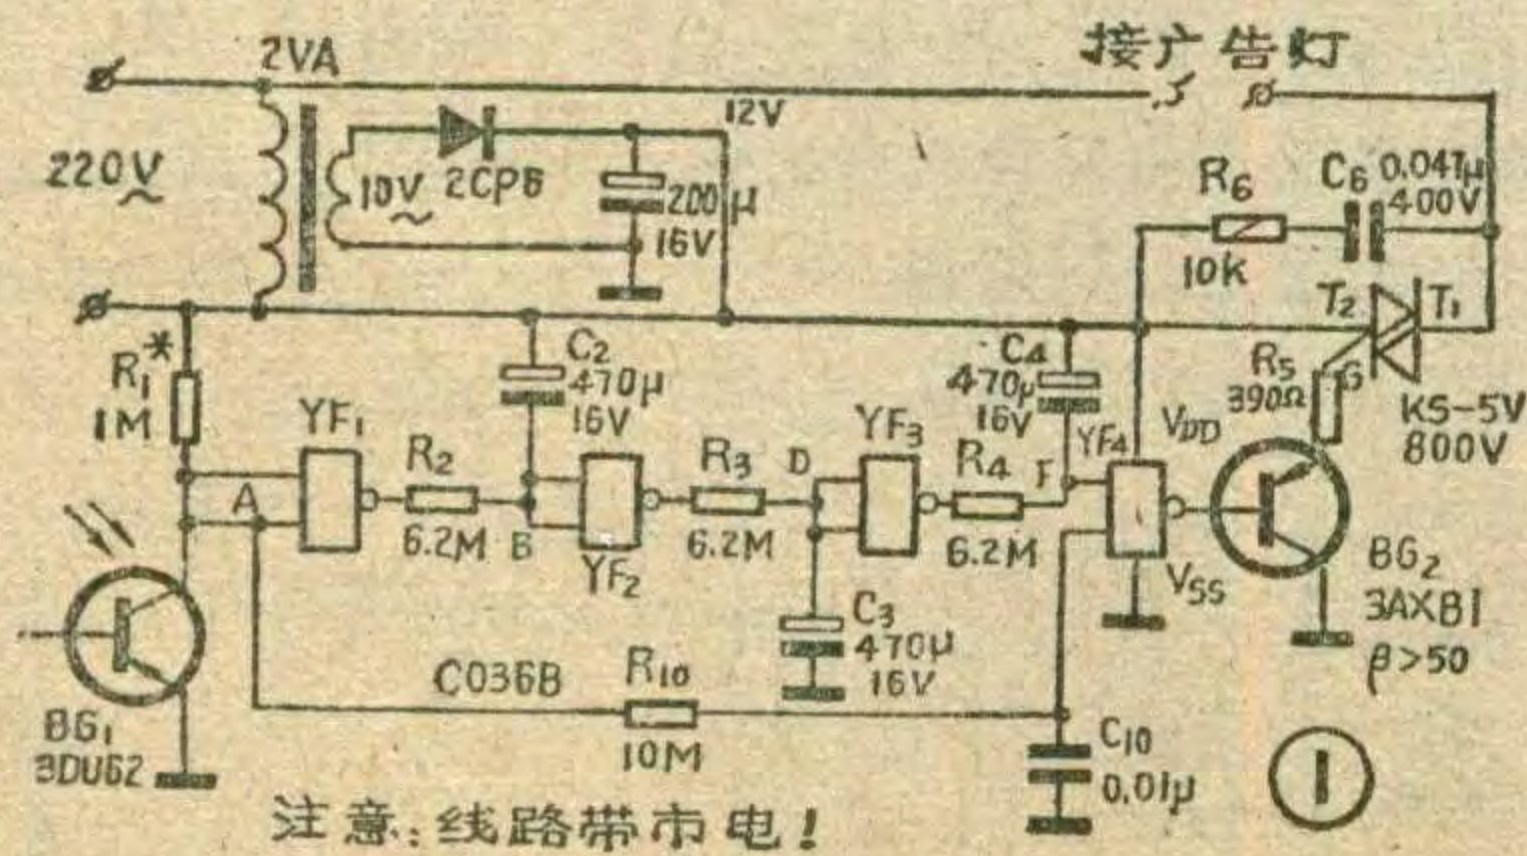 接广告灯
2VA
12V
220V
10V
2CP6
200μ
16V
R6
10k
C6
0.047μ
400V
T2
T1
R1*
1M
C2
470μ
16V
C4
470μ
16V
R5
390Ω
G
KS-5V
800V
YF1
R2
6.2M
A
B
YF2
R3
6.2M
D
YF3
R4
6.2M
F
YF4
VDD
VSS
BG2
3AXB1
β>50
C3
470μ
16V
C036B
R10
10M
BG1
3DU62
C10
0.01μ
1
注意:线路带市电!